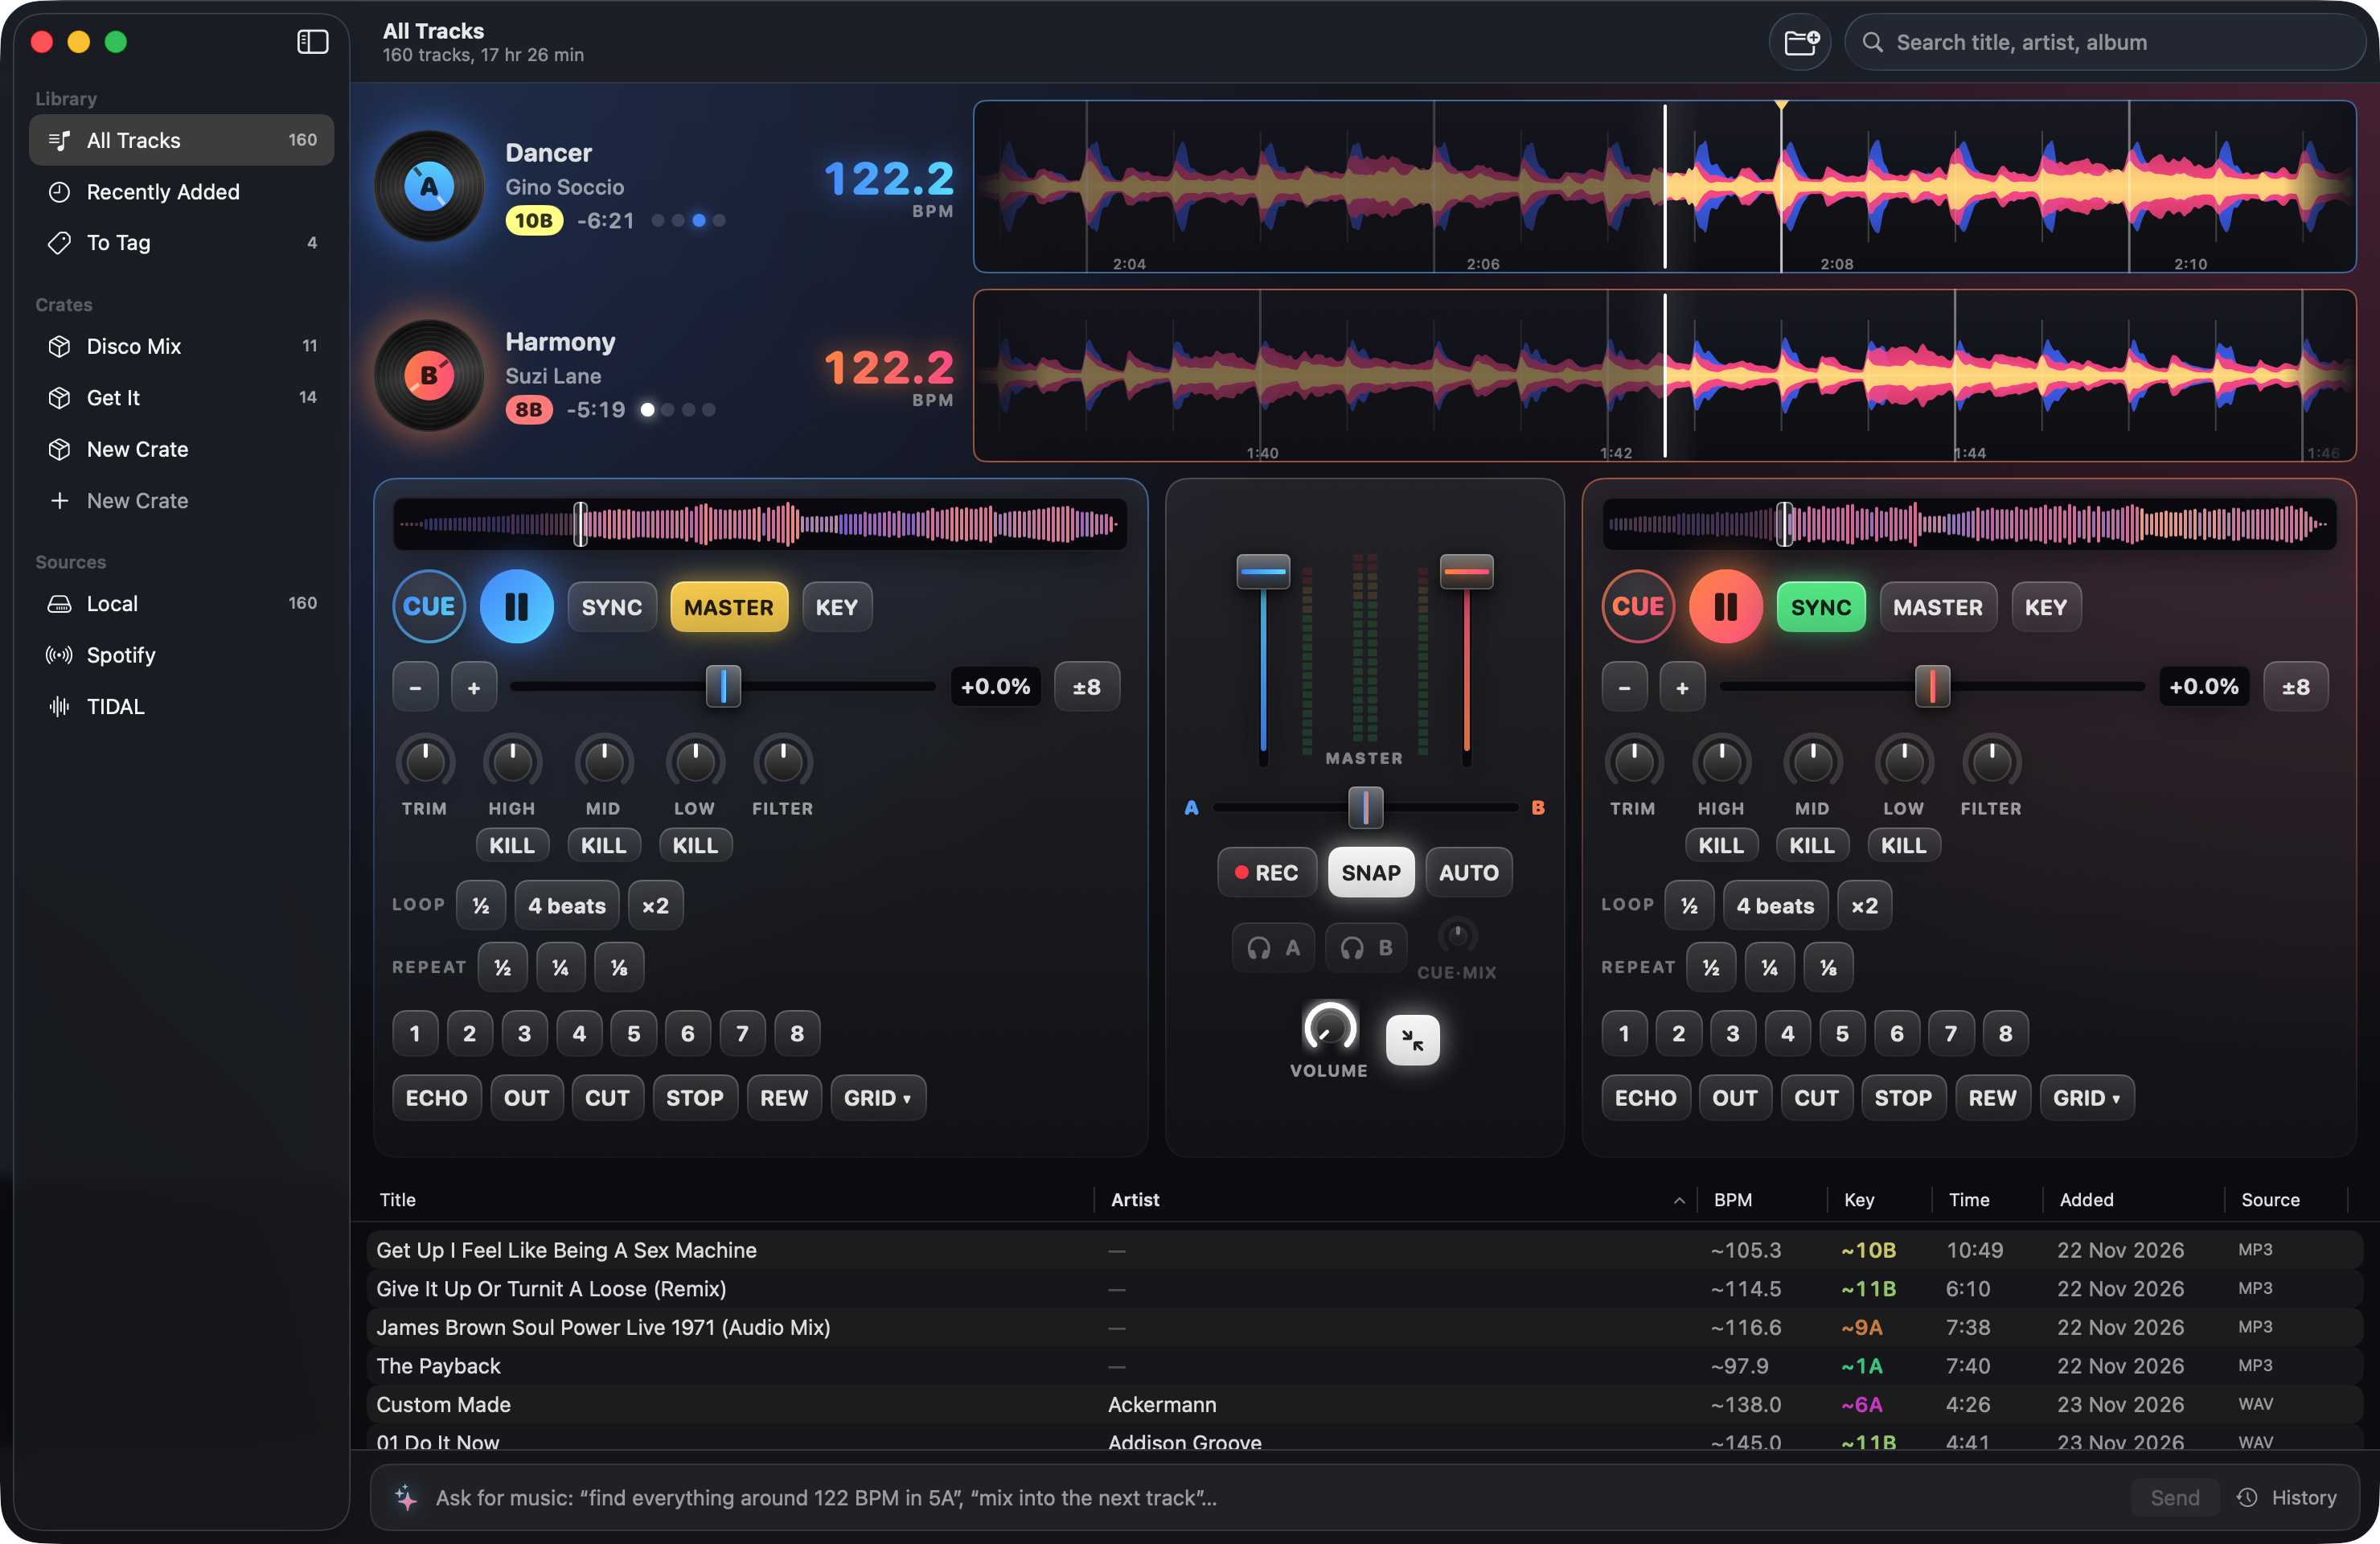 All Tracks
160 tracks, 17 hr 26 min
Search title, artist, album
Library
All Tracks 160
Recently Added
To Tag 4
Crates
Disco Mix 11
Get It 14
New Crate
New Crate
Sources
Local 160
Spotify
TIDAL
A
Dancer
Gino Soccio
10B -6:21
122.2
BPM
2:04 2:06 2:08 2:10
B
Harmony
Suzi Lane
8B -5:19
122.2
BPM
1:40 1:42 1:44 1:46
CUE SYNC MASTER KEY
- + +0.0% ±8
TRIM HIGH MID LOW FILTER
KILL KILL KILL
LOOP ½ 4 beats ×2
REPEAT ½ ¼ ⅛
1 2 3 4 5 6 7 8
ECHO OUT CUT STOP REW GRID ▾
MASTER
A B
REC SNAP AUTO
A B CUE·MIX
VOLUME
CUE SYNC MASTER KEY
- + +0.0% ±8
TRIM HIGH MID LOW FILTER
KILL KILL KILL
LOOP ½ 4 beats ×2
REPEAT ½ ¼ ⅛
1 2 3 4 5 6 7 8
ECHO OUT CUT STOP REW GRID ▾
Title Artist BPM Key Time Added Source
Get Up I Feel Like Being A Sex Machine — ~105.3 ~10B 10:49 22 Nov 2026 MP3
Give It Up Or Turnit A Loose (Remix) — ~114.5 ~11B 6:10 22 Nov 2026 MP3
James Brown Soul Power Live 1971 (Audio Mix) — ~116.6 ~9A 7:38 22 Nov 2026 MP3
The Payback — ~97.9 ~1A 7:40 22 Nov 2026 MP3
Custom Made Ackermann ~138.0 ~6A 4:26 23 Nov 2026 WAV
01 Do It Now Addison Groove ~145.0 ~11B 4:41 23 Nov 2026 WAV
Ask for music: “find everything around 122 BPM in 5A”, “mix into the next track”... Send History